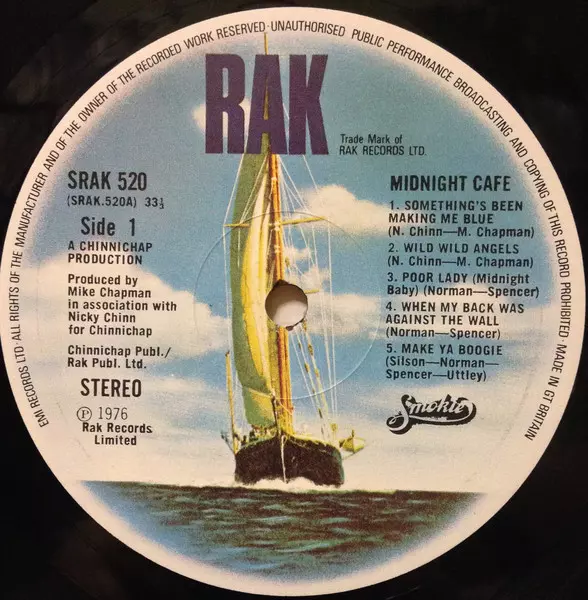 EMI RECORDS LTD·ALL RIGHTS OF THE MANUFACTURER AND OF THE OWNER OF THE RECORDED WORK RESERVED·UNAUTHORISED PUBLIC PERFORMANCE BROADCASTING AND COPYING OF THIS RECORD PROHIBITED·MADE IN GT BRITAIN
RAK
Trade Mark of
RAK RECORDS LTD.
SRAK 520
(SRAK.520A) 33⅓
Side 1
A CHINNICHAP
PRODUCTION
Produced by
Mike Chapman
in association with
Nicky Chinn
for Chinnichap
Chinnichap Publ./
Rak Publ. Ltd.
STEREO
Ⓟ 1976
Rak Records
Limited
MIDNIGHT CAFE
1. SOMETHING'S BEEN
MAKING ME BLUE
(N. Chinn—M. Chapman)
2. WILD WILD ANGELS
(N. Chinn—M. Chapman)
3. POOR LADY (Midnight
Baby) (Norman—Spencer)
4. WHEN MY BACK WAS
AGAINST THE WALL
(Norman—Spencer)
5. MAKE YA BOOGIE
(Silson—Norman—
Spencer—Uttley)
Smokie